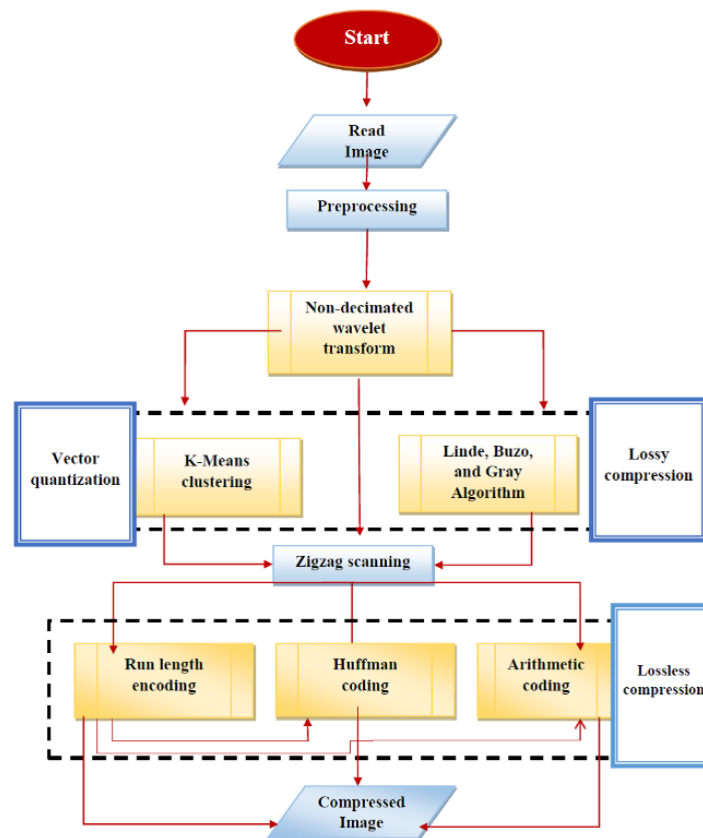 Start
Read
Image
Preprocessing
Non-decimated
wavelet
transform
Vector
quantization
K-Means
clustering
Linde, Buzo,
and Gray
Algorithm
Lossy
compression
Zigzag scanning
Run length
encoding
Huffman
coding
Arithmetic
coding
Lossless
compression
Compressed
Image